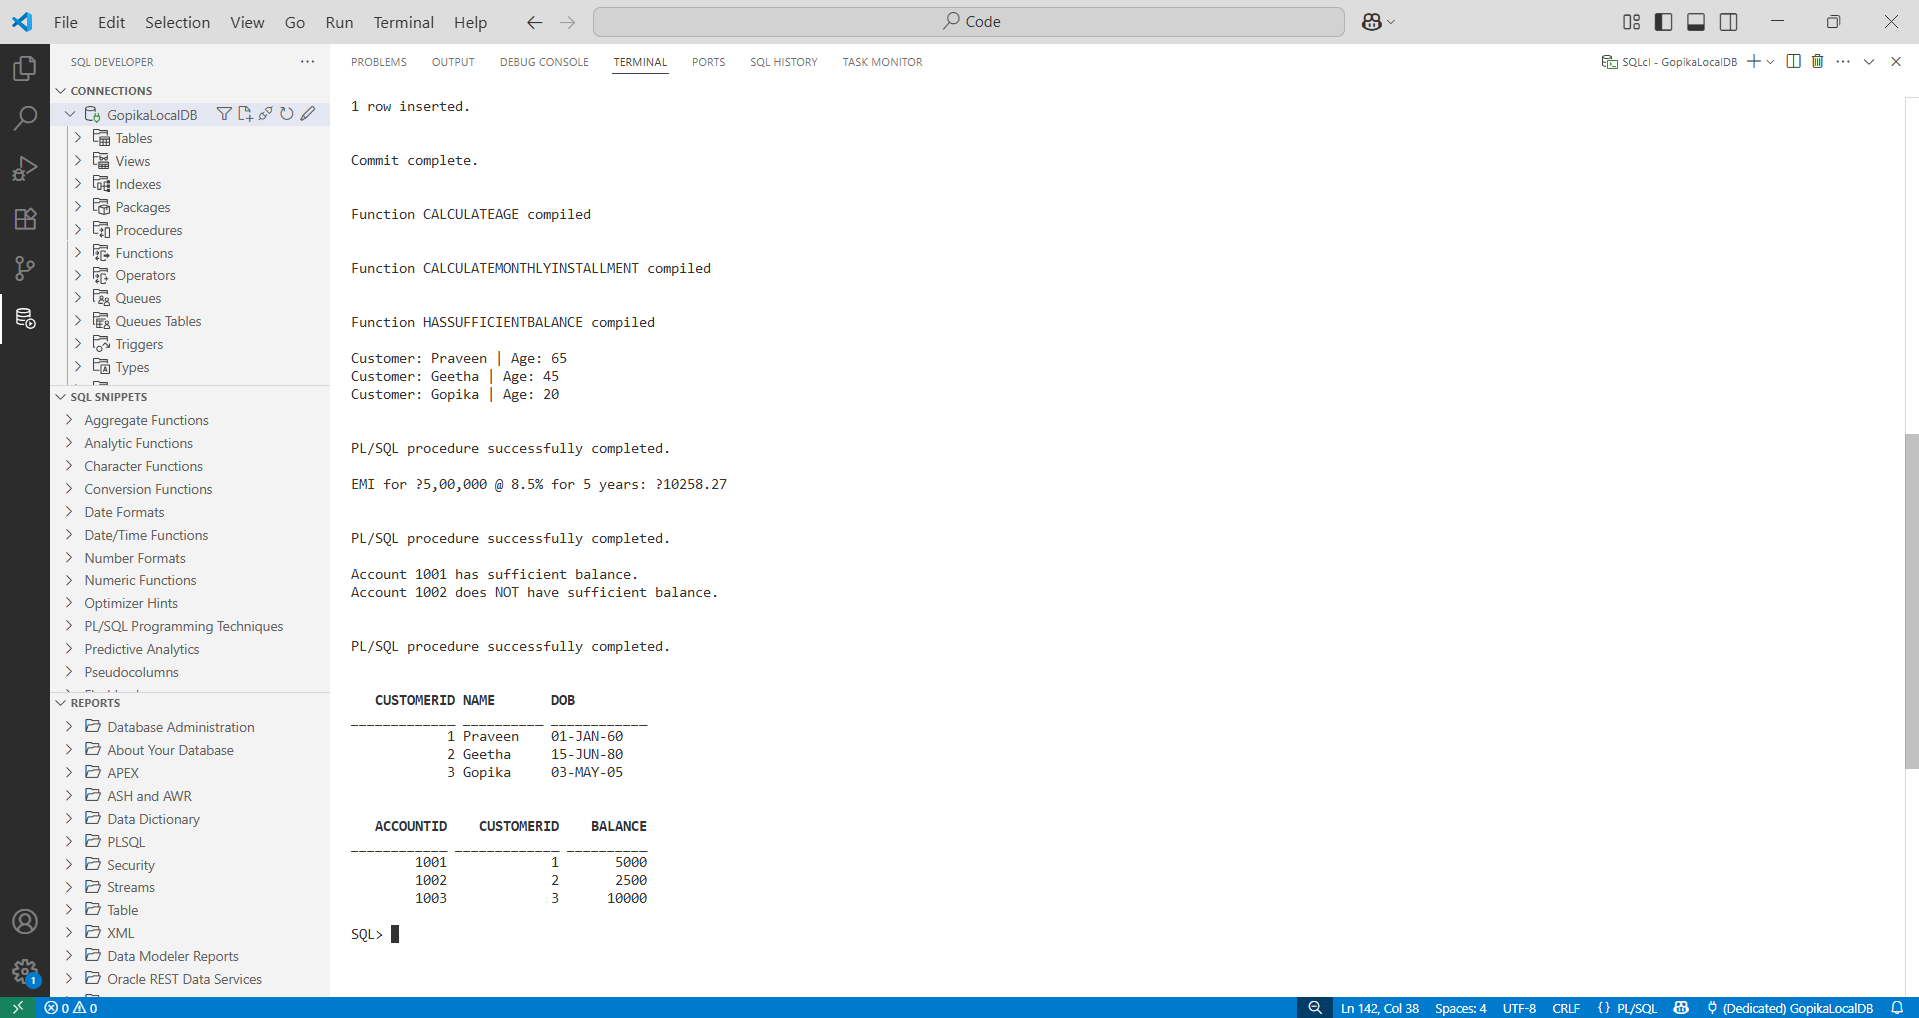 File Edit Selection View Go Run Terminal Help Code
SQL DEVELOPER
CONNECTIONS
GopikaLocalDB
Tables
Views
Indexes
Packages
Procedures
Functions
Operators
Queues
Queues Tables
Triggers
Types
SQL SNIPPETS
Aggregate Functions
Analytic Functions
Character Functions
Conversion Functions
Date Formats
Date/Time Functions
Number Formats
Numeric Functions
Optimizer Hints
PL/SQL Programming Techniques
Predictive Analytics
Pseudocolumns
REPORTS
Database Administration
About Your Database
APEX
ASH and AWR
Data Dictionary
PLSQL
Security
Streams
Table
XML
Data Modeler Reports
Oracle REST Data Services
1
PROBLEMS OUTPUT DEBUG CONSOLE TERMINAL PORTS SQL HISTORY TASK MONITOR SQLcl - GopikaLocalDB
1 row inserted.
Commit complete.
Function CALCULATEAGE compiled
Function CALCULATEMONTHLYINSTALLMENT compiled
Function HASSUFFICIENTBALANCE compiled
Customer: Praveen | Age: 65
Customer: Geetha | Age: 45
Customer: Gopika | Age: 20
PL/SQL procedure successfully completed.
EMI for ?5,00,000 @ 8.5% for 5 years: ?10258.27
PL/SQL procedure successfully completed.
Account 1001 has sufficient balance.
Account 1002 does NOT have sufficient balance.
PL/SQL procedure successfully completed.
CUSTOMERID NAME DOB
_____________ __________ ____________
1 Praveen 01-JAN-60
2 Geetha 15-JUN-80
3 Gopika 03-MAY-05
ACCOUNTID CUSTOMERID BALANCE
____________ _____________ __________
1001 1 5000
1002 2 2500
1003 3 10000
SQL>
0 0 Ln 142, Col 38 Spaces: 4 UTF-8 CRLF {} PL/SQL (Dedicated) GopikaLocalDB